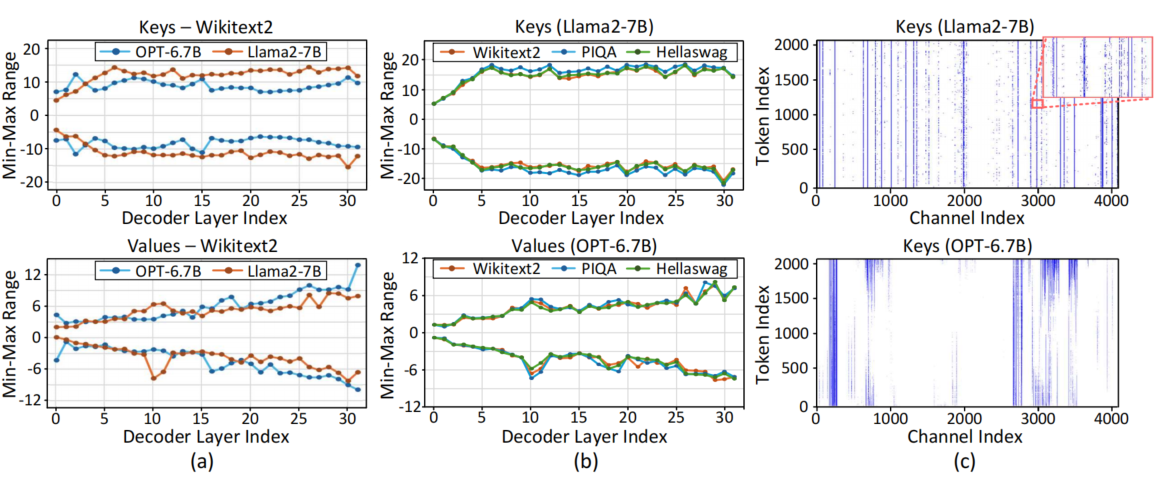 Keys – Wikitext2
OPT-6.7B Llama2-7B
Min-Max Range
20
10
0
-10
-20
0 5 10 15 20 25 30
Decoder Layer Index
Keys (Llama2-7B)
Wikitext2 PIQA Hellaswag
Min-Max Range
20
10
0
-10
-20
0 5 10 15 20 25 30
Decoder Layer Index
Keys (Llama2-7B)
Token Index
2000
1500
1000
500
0
0 1000 2000 3000 4000
Channel Index
Values – Wikitext2
OPT-6.7B Llama2-7B
Min-Max Range
12
6
0
-6
-12
0 5 10 15 20 25 30
Decoder Layer Index
(a)
Values (OPT-6.7B)
Wikitext2 PIQA Hellaswag
Min-Max Range
12
6
0
-6
-12
0 5 10 15 20 25 30
Decoder Layer Index
(b)
Keys (OPT-6.7B)
Token Index
2000
1500
1000
500
0
0 1000 2000 3000 4000
Channel Index
(c)